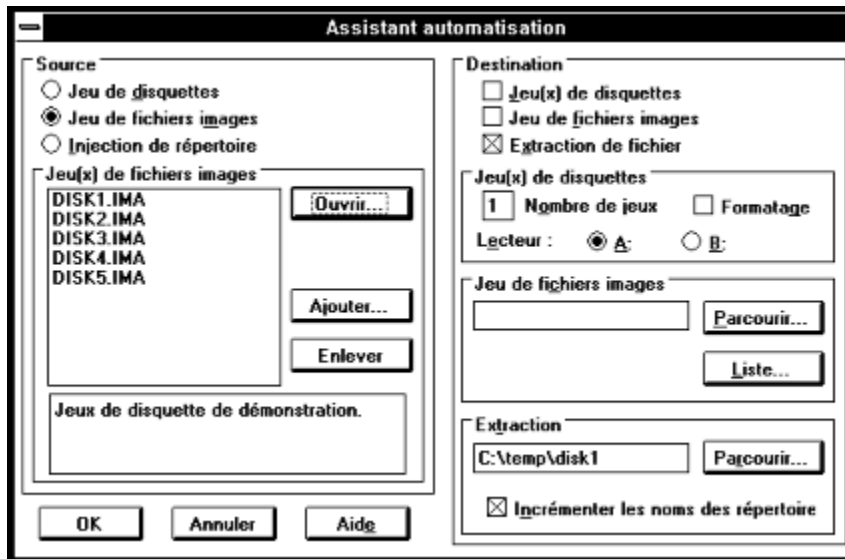 Assistant automatisation
Source
Jeu de disquettes
Jeu de fichiers images
Injection de répertoire
Jeu(x) de fichiers images
DISK1.IMA
DISK2.IMA
DISK3.IMA
DISK4.IMA
DISK5.IMA
Ouvrir...
Ajouter...
Enlever
Jeux de disquette de démonstration.
OK
Annuler
Aide
Destination
Jeu(x) de disquettes
Jeu de fichiers images
Extraction de fichier
Jeu(x) de disquettes
1 Nombre de jeux
Formatage
Lecteur : A: B:
Jeu de fichiers images
Parcourir...
Liste...
Extraction
C:\temp\disk1
Parcourir...
Incrémenter les noms des répertoire